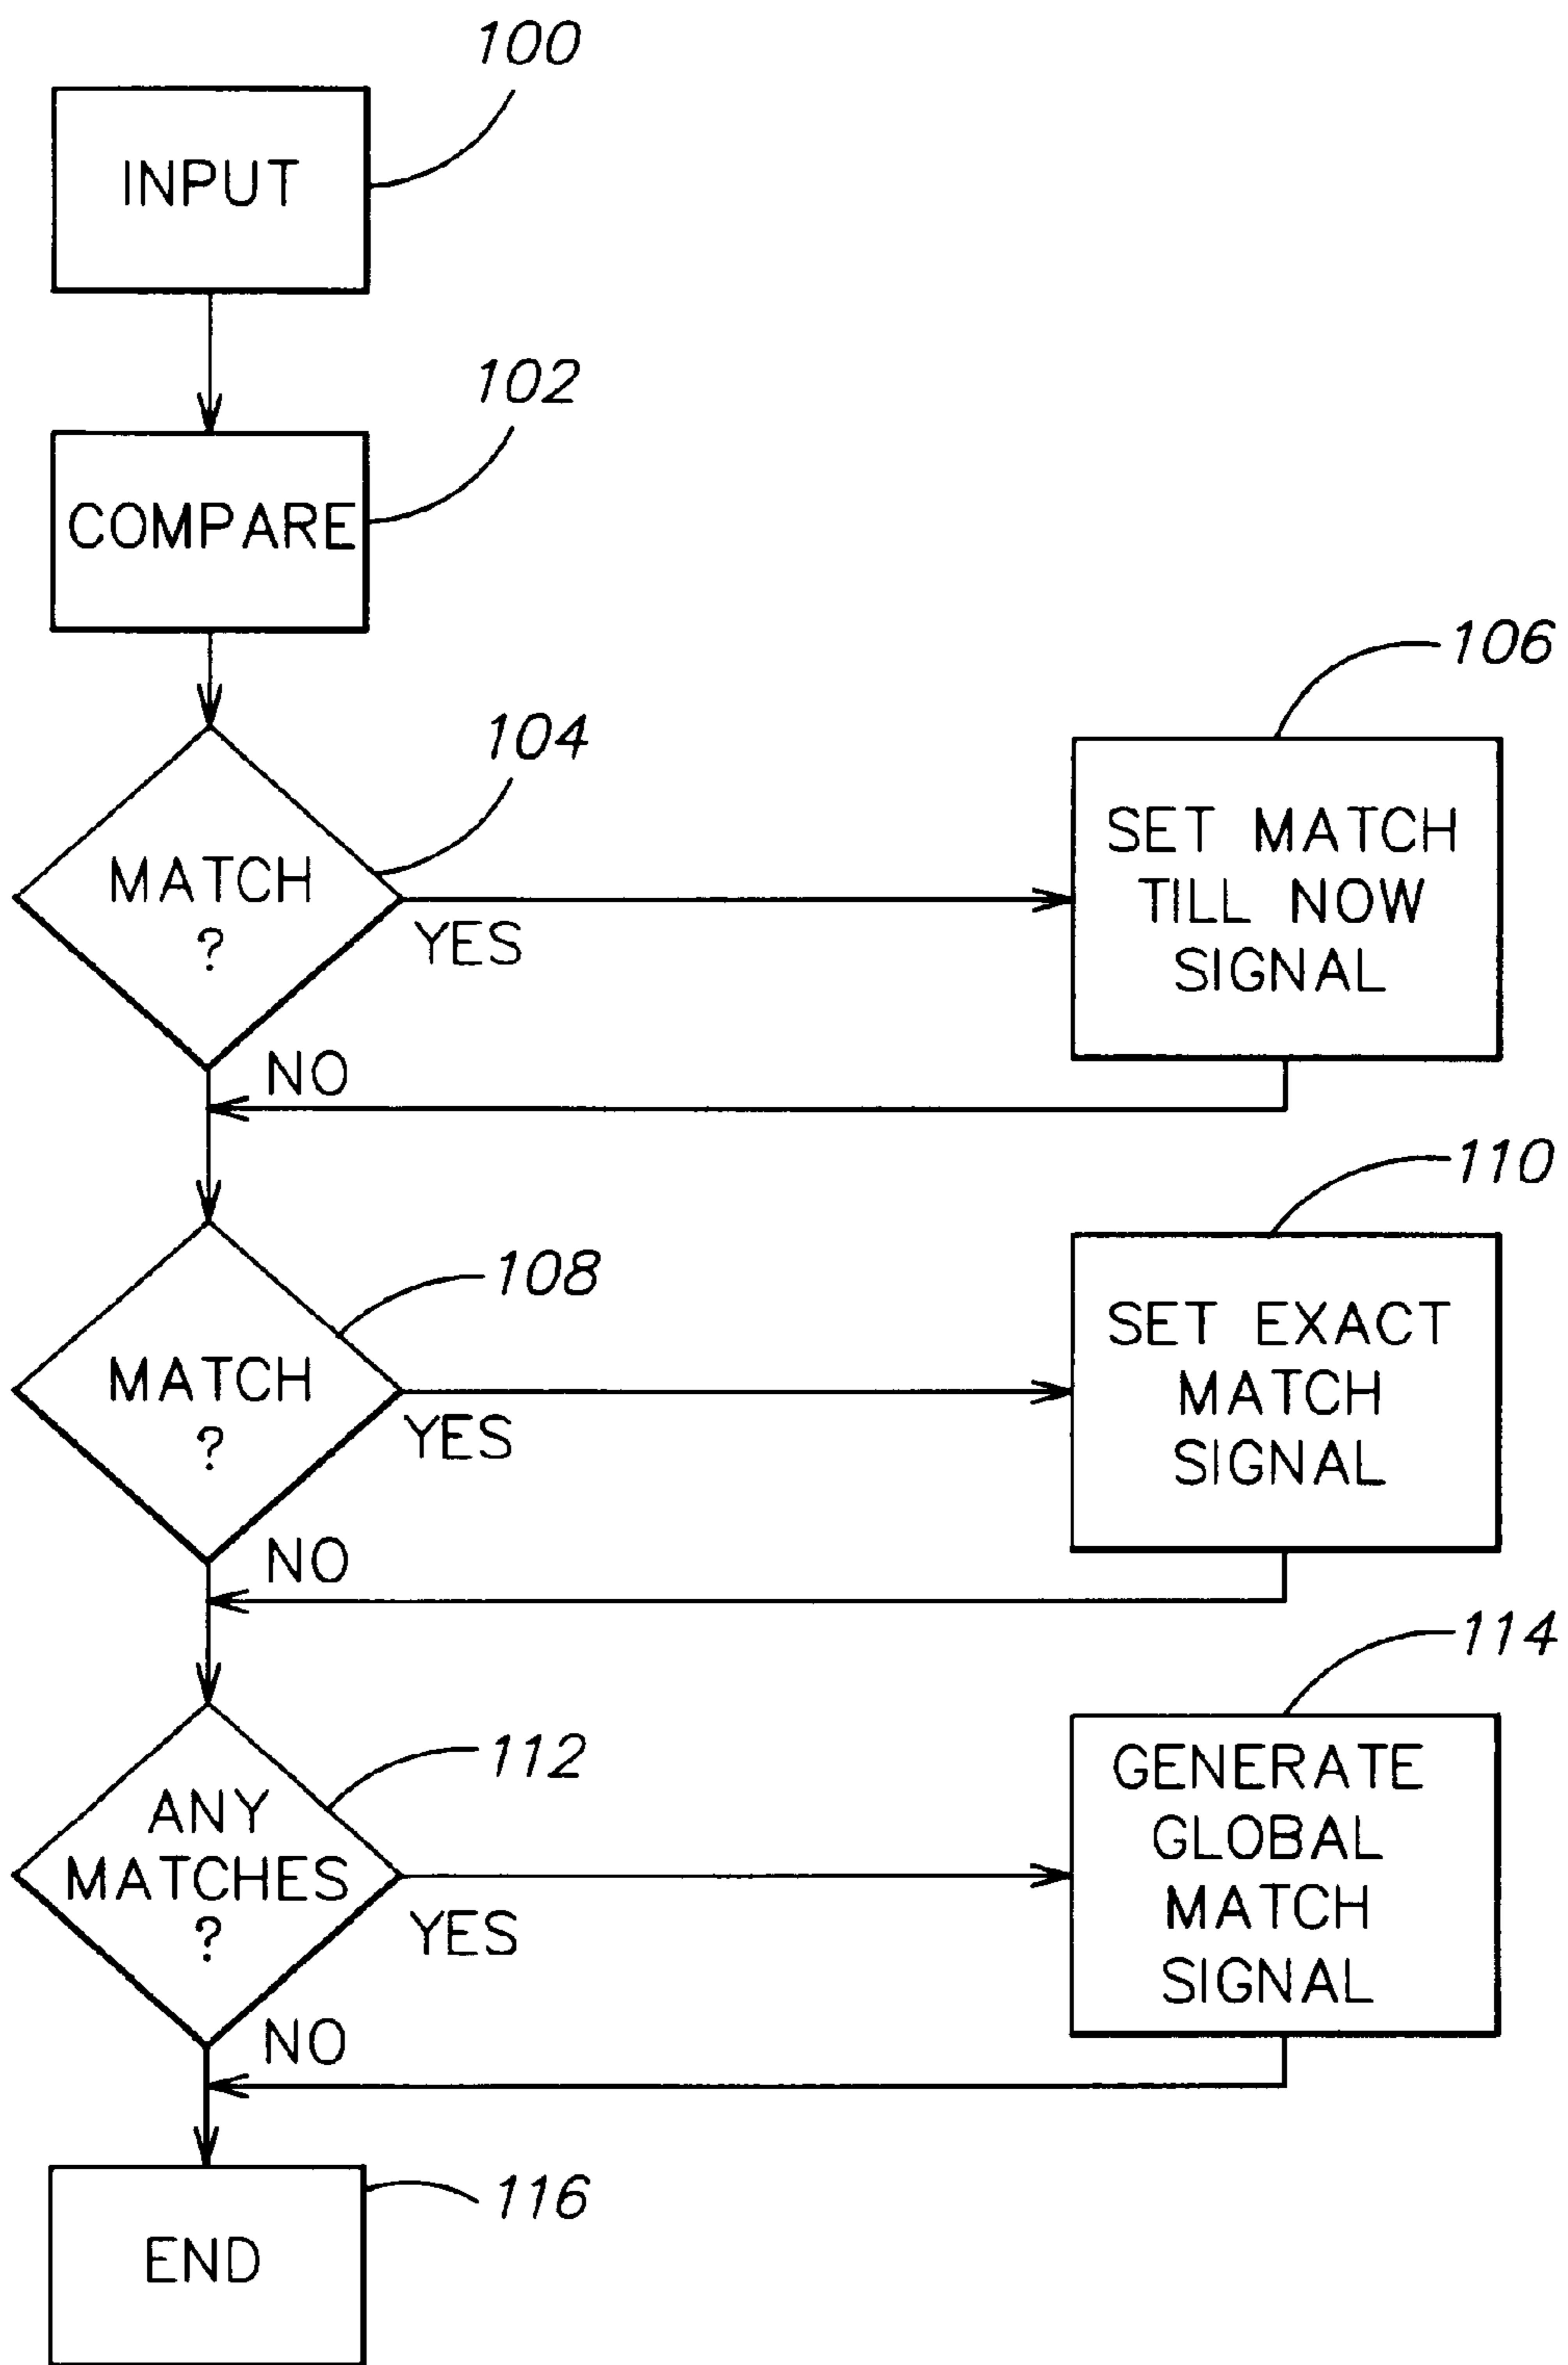 100
INPUT
102
COMPARE
106
104
SET MATCH
TILL NOW
SIGNAL
MATCH
?
YES
NO
110
108
SET EXACT
MATCH
SIGNAL
MATCH
?
YES
NO
114
112
GENERATE
GLOBAL
MATCH
SIGNAL
ANY
MATCHES
?
YES
NO
116
END